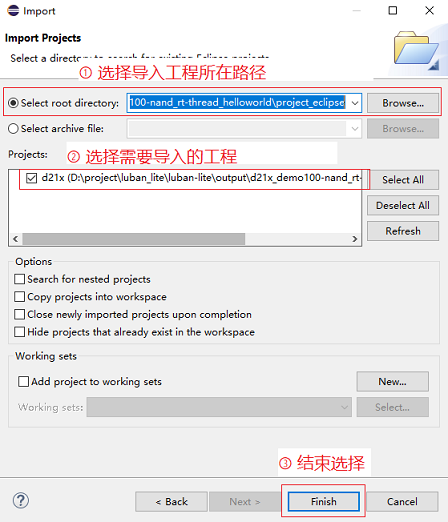 Import
Import Projects
Select a directory to search for existing Eclipse projects.
① 选择导入工程所在路径
Select root directory:
100-nand_rt-thread_helloworld\project_eclipse
Browse...
Select archive file:
Browse...
② 选择需要导入的工程
Projects:
d21x (D:\project\luban_lite\luban-lite\output\d21x_demo100-nand_rt-
Select All
Deselect All
Refresh
Options
Search for nested projects
Copy projects into workspace
Close newly imported projects upon completion
Hide projects that already exist in the workspace
Working sets
Add project to working sets
New...
Working sets:
Select...
③ 结束选择
< Back
Next >
Finish
Cancel